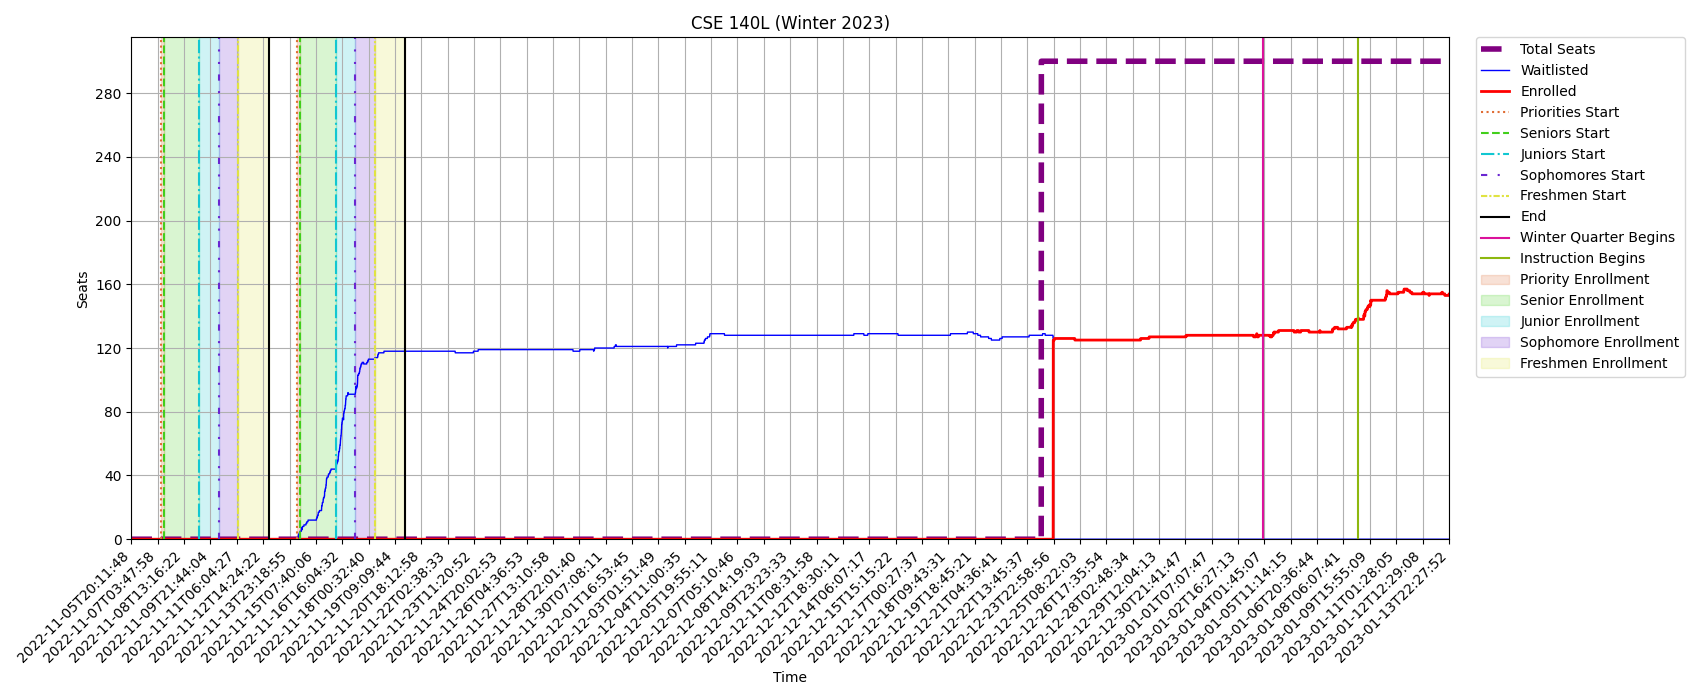 CSE 140L (Winter 2023)
Seats
280
240
200
160
120
80
40
0
2022-11-05T20:11:48
2022-11-07T03:47:58
2022-11-08T13:16:22
2022-11-09T21:44:04
2022-11-11T06:04:27
2022-11-12T14:24:22
2022-11-13T23:18:55
2022-11-15T07:40:06
2022-11-16T16:04:32
2022-11-18T00:32:40
2022-11-19T09:09:44
2022-11-20T18:12:58
2022-11-22T02:38:33
2022-11-23T11:20:52
2022-11-24T20:02:53
2022-11-26T04:36:53
2022-11-27T13:10:58
2022-11-28T22:01:40
2022-11-30T07:08:11
2022-12-01T16:53:45
2022-12-03T01:51:49
2022-12-04T11:00:35
2022-12-05T19:55:11
2022-12-07T05:10:46
2022-12-08T14:19:03
2022-12-09T23:23:33
2022-12-11T08:31:58
2022-12-12T18:30:11
2022-12-14T06:07:17
2022-12-15T15:15:22
2022-12-17T00:27:37
2022-12-18T09:43:31
2022-12-19T18:45:21
2022-12-21T04:36:41
2022-12-22T13:45:37
2022-12-23T22:58:56
2022-12-25T08:22:03
2022-12-26T17:35:54
2022-12-28T02:48:34
2022-12-29T12:04:13
2022-12-30T21:41:47
2023-01-01T07:07:47
2023-01-02T16:27:13
2023-01-04T01:45:07
2023-01-05T11:14:15
2023-01-06T20:36:44
2023-01-08T06:07:41
2023-01-09T15:55:09
2023-01-11T01:28:05
2023-01-12T12:29:08
2023-01-13T22:27:52
Time
Total Seats
Waitlisted
Enrolled
Priorities Start
Seniors Start
Juniors Start
Sophomores Start
Freshmen Start
End
Winter Quarter Begins
Instruction Begins
Priority Enrollment
Senior Enrollment
Junior Enrollment
Sophomore Enrollment
Freshmen Enrollment